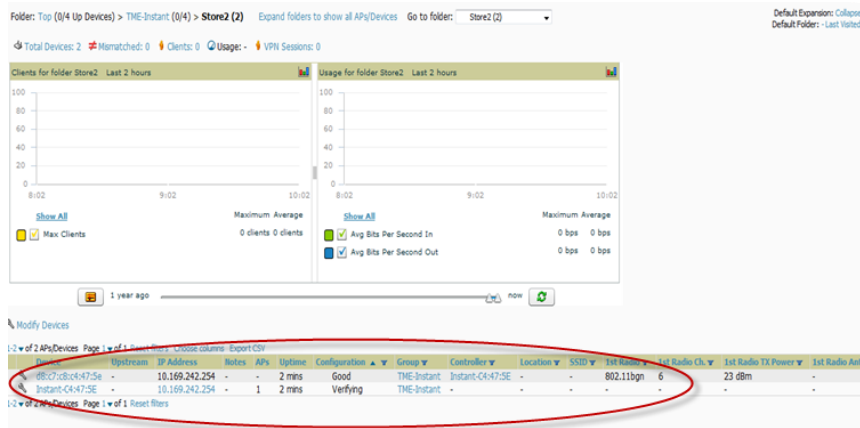 Folder: Top (0/4 Up Devices) > TME-Instant (0/4) > Store2 (2) Expand folders to show all APs/Devices Go to folder: Store2 (2)
Default Expansion: Collapse
Default Folder: - Last Visited
Total Devices: 2 Mismatched: 0 Clients: 0 Usage: - VPN Sessions: 0
Clients for folder Store2 Last 2 hours
100
80
60
40
20
0
8:02 9:02 10:02
Show All Maximum Average
Max Clients 0 clients 0 clients
Usage for folder Store2 Last 2 hours
100
80
60
40
20
0
8:02 9:02 10:02
Show All Maximum Average
Avg Bits Per Second In 0 bps 0 bps
Avg Bits Per Second Out 0 bps 0 bps
1 year ago now
Modify Devices
1-2 of 2 APs/Devices Page 1 of 1 Reset filters Choose columns Export CSV
Device Upstream IP Address Notes APs Uptime Configuration Group Controller Location SSID 1st Radio 1st Radio Ch. 1st Radio TX Power 1st Radio Ant
d8:c7:c8:c4:47:5e - 10.169.242.254 - - 2 mins Good TME-Instant Instant-C4:47:5E - - 802.11bgn 6 23 dBm
Instant-C4:47:5E - 10.169.242.254 - 1 2 mins Verifying TME-Instant - - - - - - -
1-2 of 2 APs/Devices Page 1 of 1 Reset filters